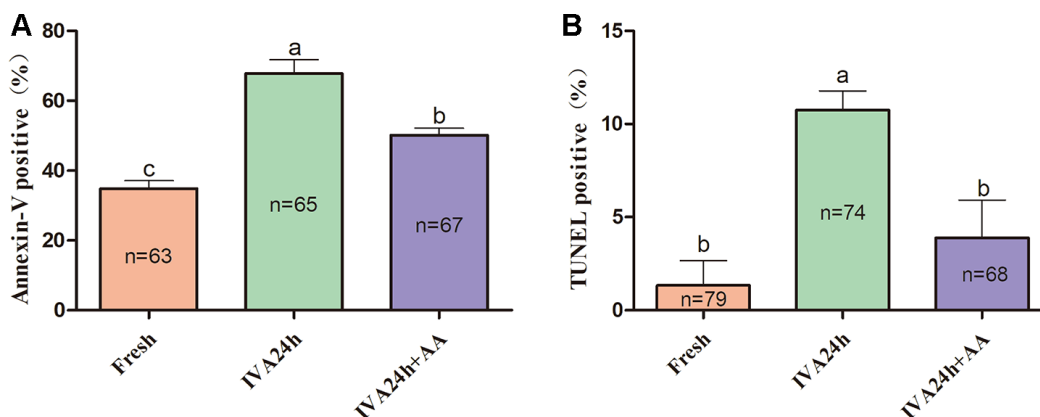 A
Annexin-V positive (%)
80
60
40
20
0
c
a
b
n=63
n=65
n=67
Fresh
IVA24h
IVA24h+AA
B
TUNEL positive (%)
15
10
5
0
b
a
b
n=79
n=74
n=68
Fresh
IVA24h
IVA24h+AA